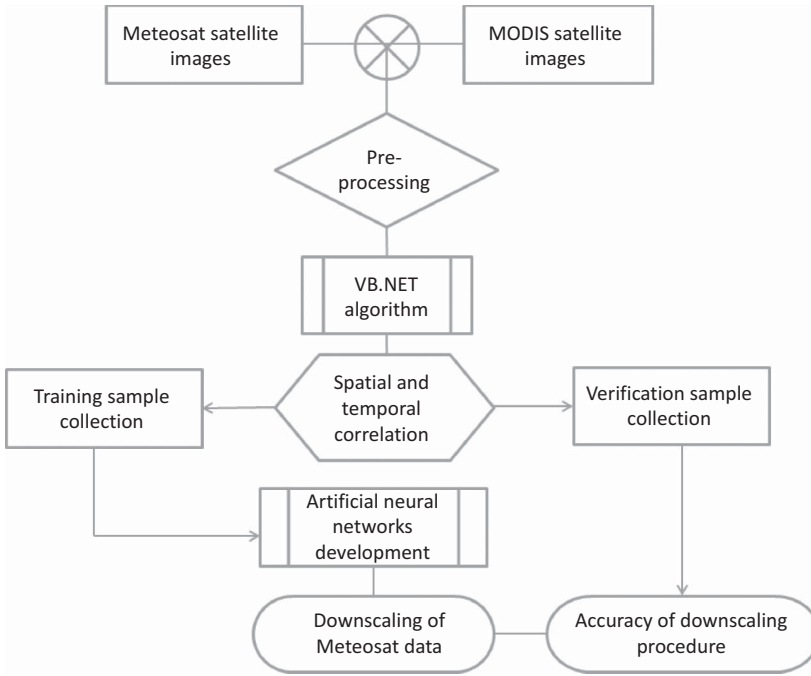 Meteosat satellite
images
MODIS satellite
images
Pre-
processing
VB.NET
algorithm
Spatial and
temporal
correlation
Training sample
collection
Verification sample
collection
Artificial neural
networks
development
Downscaling of
Meteosat data
Accuracy of downscaling
procedure